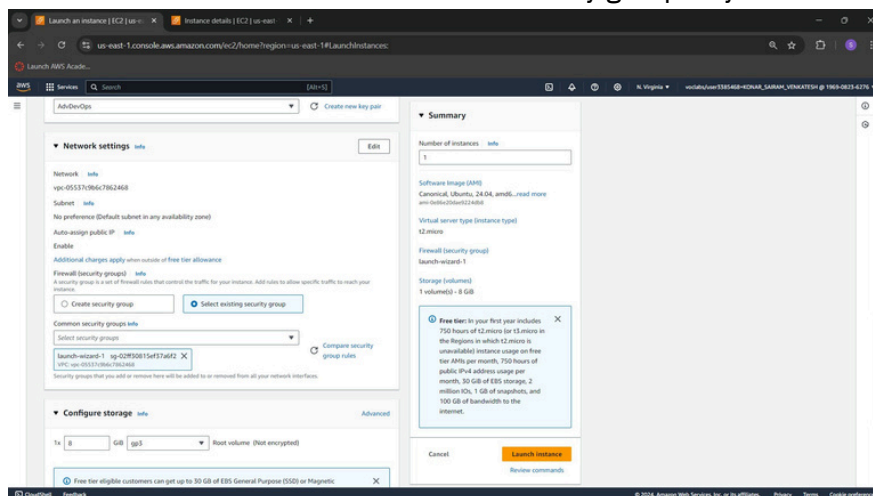 Launch an instance | EC2 | us-e
Instance details | EC2 | us-east-
us-east-1.console.aws.amazon.com/ec2/home?region=us-east-1#LaunchInstances:
Launch AWS Acade...
aws
Services
Search
[Alt+S]
N. Virginia
voclabs/user3385468=KONAR_SAIRAM_VENKATESH @ 1969-0823-6276
AdvDevOps
Create new key pair
Network settings Info
Edit
Network Info
vpc-05537c9b6c7862468
Subnet Info
No preference (Default subnet in any availability zone)
Auto-assign public IP Info
Enable
Additional charges apply when outside of free tier allowance
Firewall (security groups) Info
A security group is a set of firewall rules that control the traffic for your instance. Add rules to allow specific traffic to reach your
instance.
Create security group
Select existing security group
Common security groups Info
Select security groups
Compare security
group rules
launch-wizard-1 sg-02ff30815ef37a6f2
VPC: vpc-05537c9b6c7862468
Security groups that you add or remove here will be added to or removed from all your network interfaces.
Configure storage Info
Advanced
1x 8 GiB gp3 Root volume (Not encrypted)
Free tier eligible customers can get up to 30 GB of EBS General Purpose (SSD) or Magnetic
Summary
Number of instances Info
1
Software Image (AMI)
Canonical, Ubuntu, 24.04, amd6...read more
Virtual server type (instance type)
t2.micro
Firewall (security group)
launch-wizard-1
Storage (volumes)
1 volume(s) - 8 GiB
Free tier: In your first year includes
750 hours of t2.micro (or t3.micro in
the Regions in which t2.micro is
unavailable) instance usage on free
tier AMIs per month, 750 hours of
public IPv4 address usage per
month, 30 GiB of EBS storage, 2
million IOs, 1 GB of snapshots, and
100 GB of bandwidth to the
internet.
Cancel
Launch instance
Review commands
CloudShell Feedback
© 2024, Amazon Web Services, Inc. or its affiliates. Privacy Terms Cookie preferences